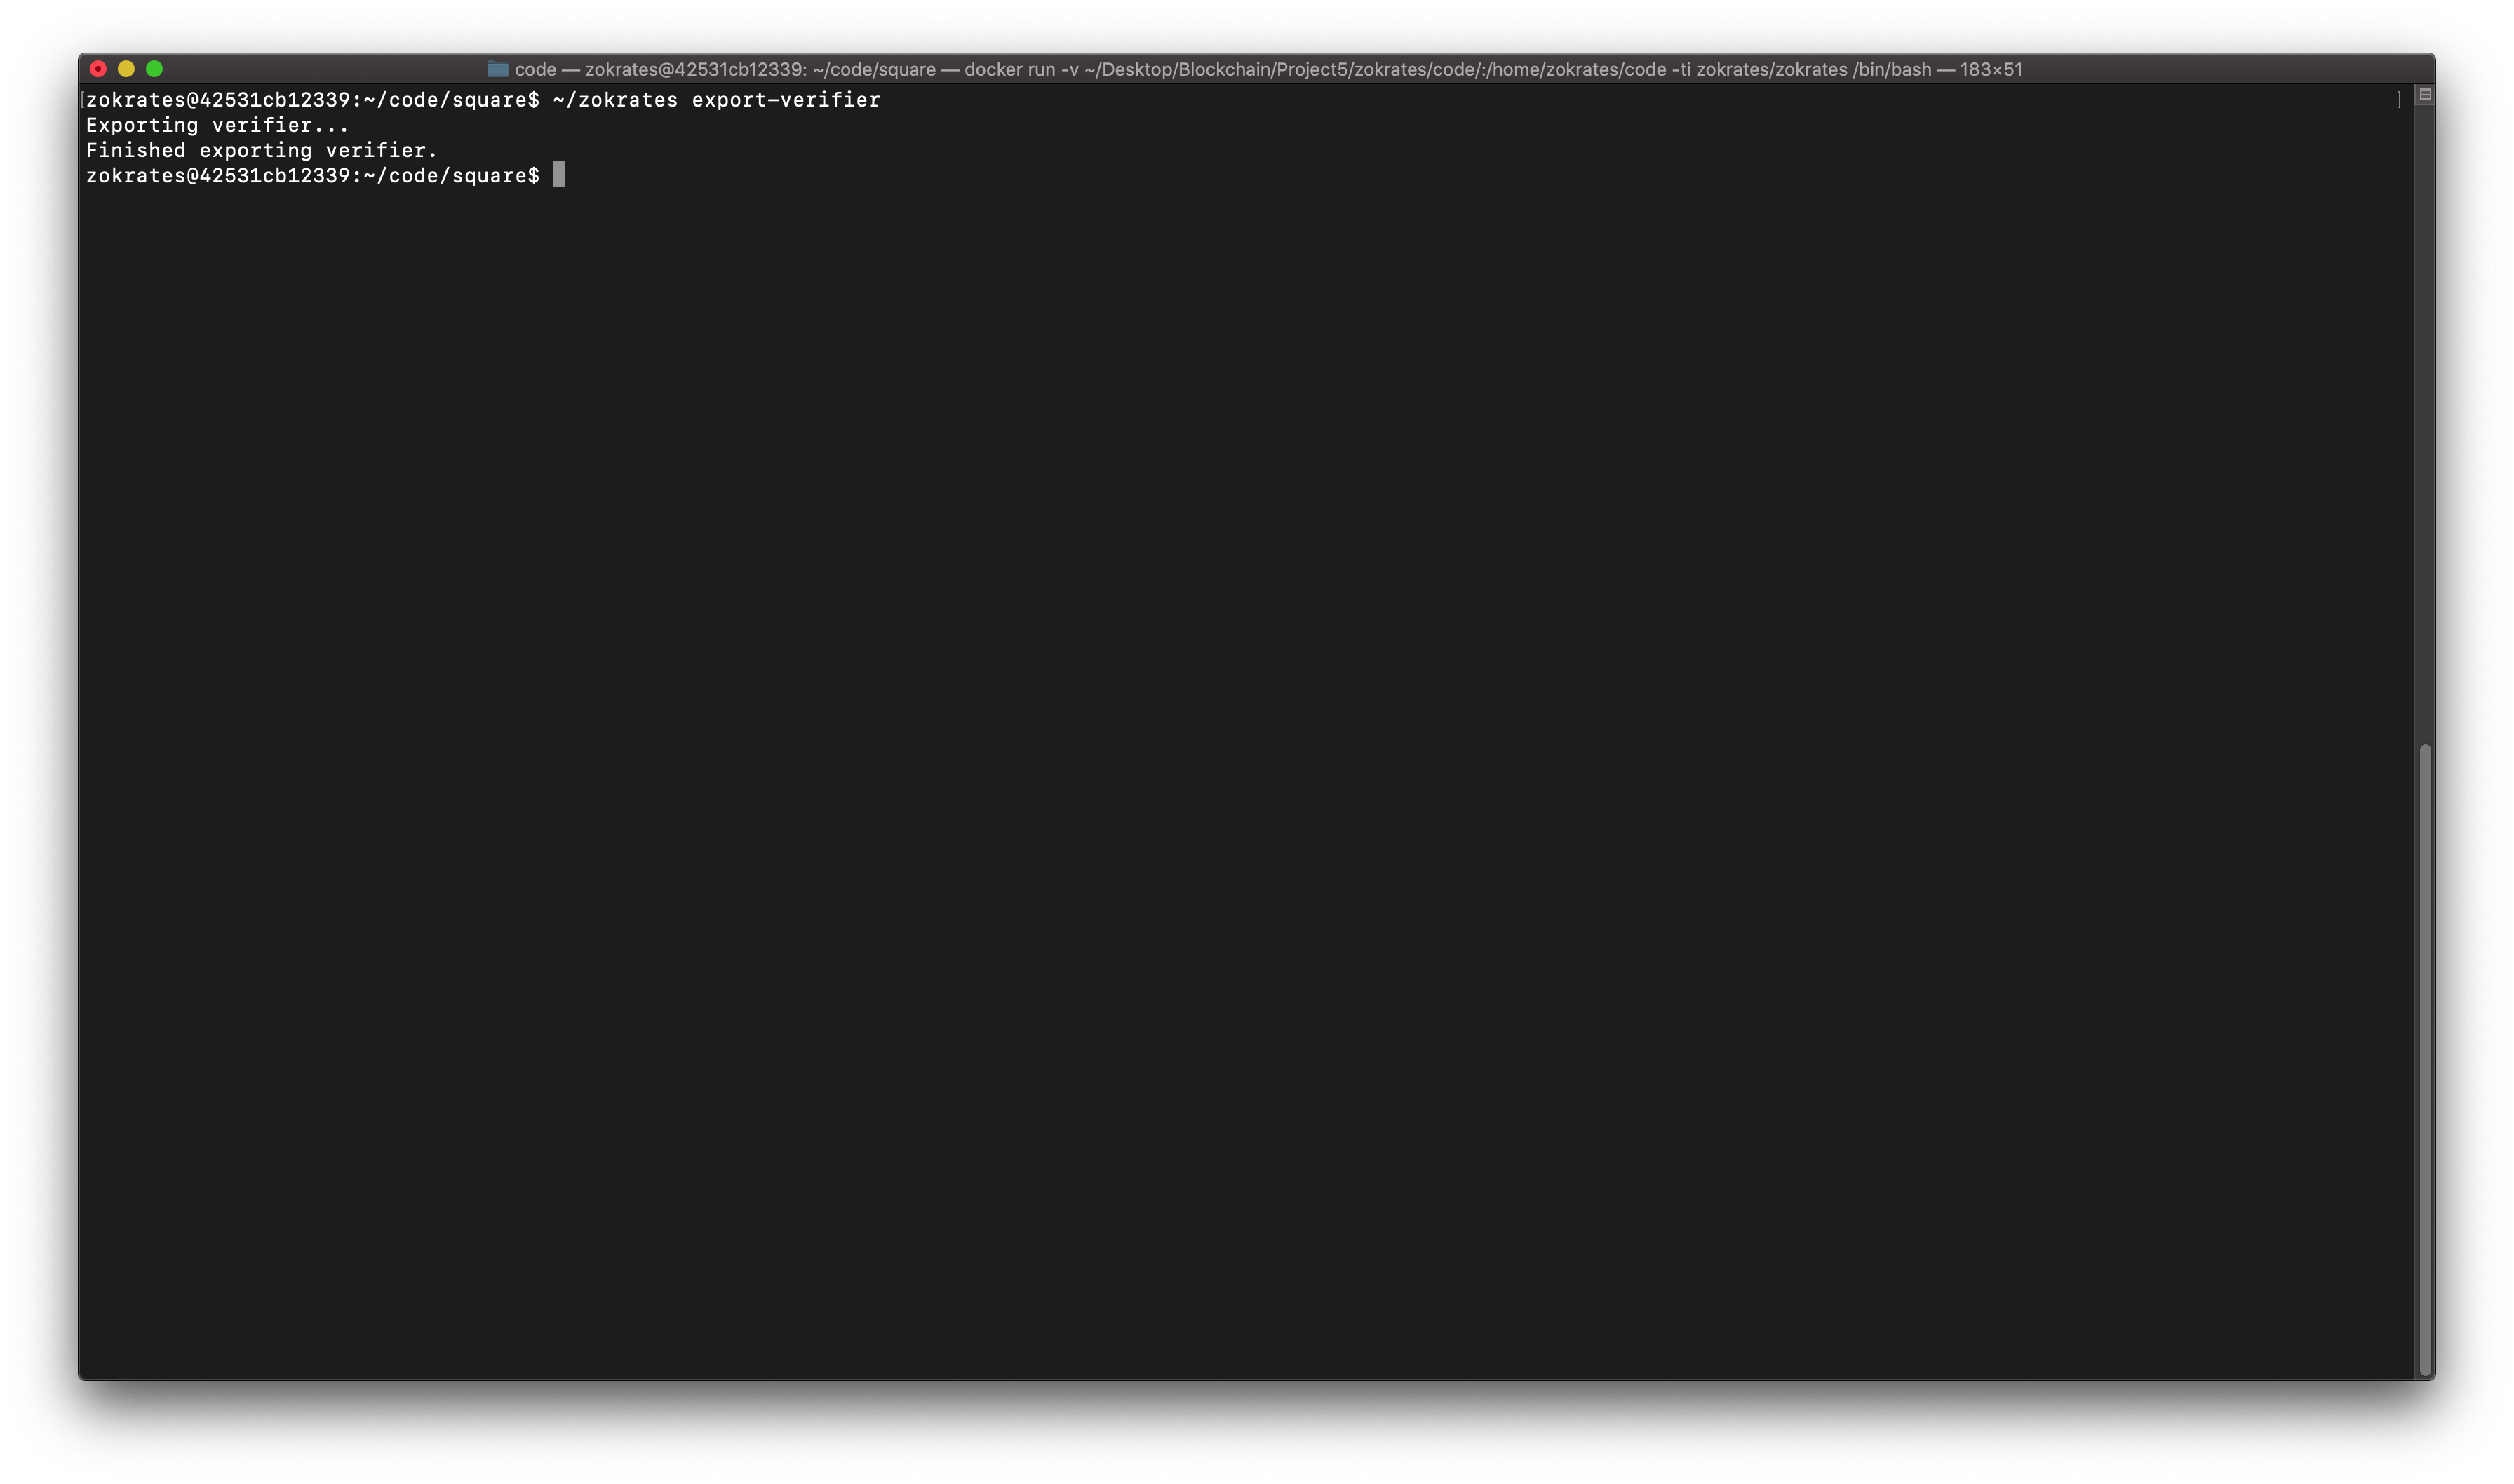 code — zokrates@42531cb12339: ~/code/square — docker run -v ~/Desktop/Blockchain/Project5/zokrates/code/:/home/zokrates/code -ti zokrates/zokrates /bin/bash — 183×51
[zokrates@42531cb12339:~/code/square$ ~/zokrates export-verifier ]
Exporting verifier...
Finished exporting verifier.
zokrates@42531cb12339:~/code/square$